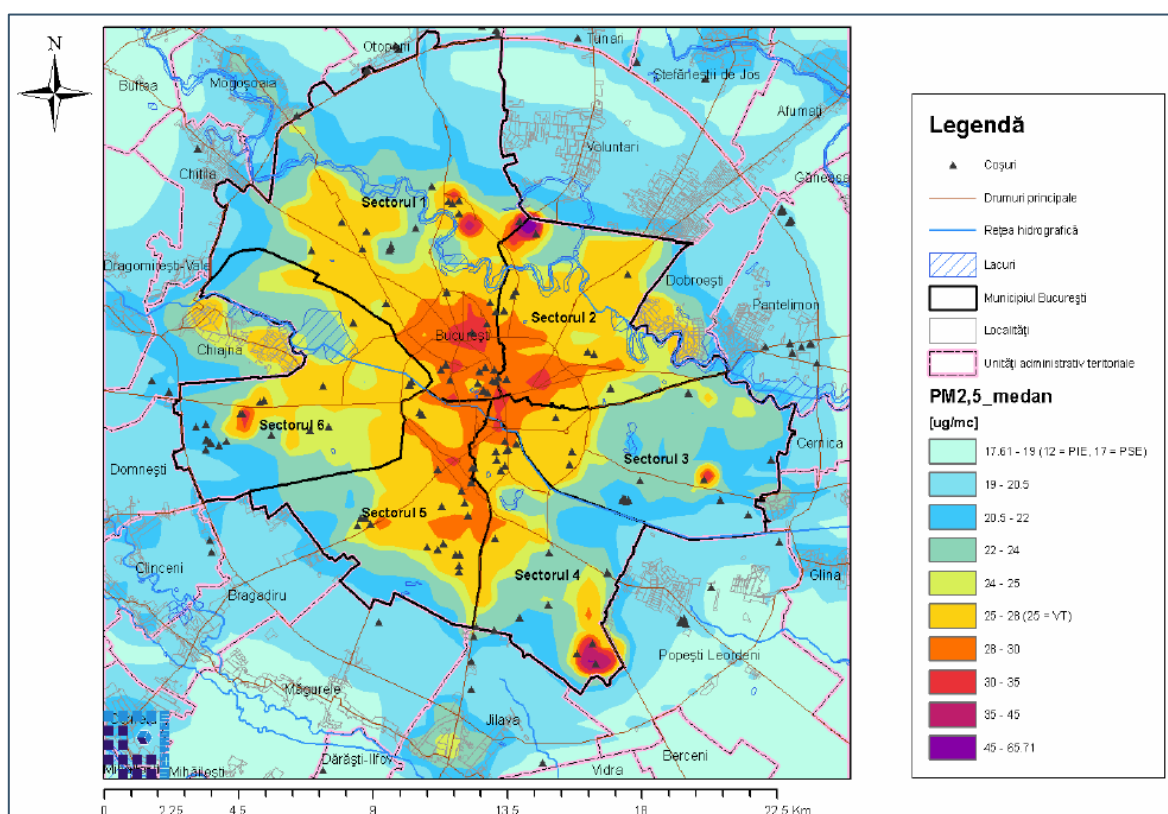 N
Otopeni
Tunari
Ștefăneștii de Jos
Buftea
Mogoșoaia
Afumați
Voluntari
Chitila
Găneasa
Sectorul 1
Dragomirești-Vale
Dobroești
Pantelimon
Sectorul 2
București
Chiajna
Sectorul 6
Cernica
Domnești
Sectorul 3
Sectorul 5
Clinceni
Sectorul 4
Glina
Bragadiru
Popești Leordeni
Măgurele
Jilava
Berceni
Dărăști-Ilfov
Vidra
Mihăilești
0 2.25 4.5 9 13.5 18 22.5 Km
Legendă
Coșuri
Drumuri principale
Rețea hidrografică
Lacuri
Municipiul București
Localități
Unități administrativ teritoriale
PM2,5_medan
[ug/mc]
17.61 - 19 (12 = PIE, 17 = PSE)
19 - 20.5
20.5 - 22
22 - 24
24 - 25
25 - 28 (25 = VT)
28 - 30
30 - 35
35 - 45
45 - 65.71